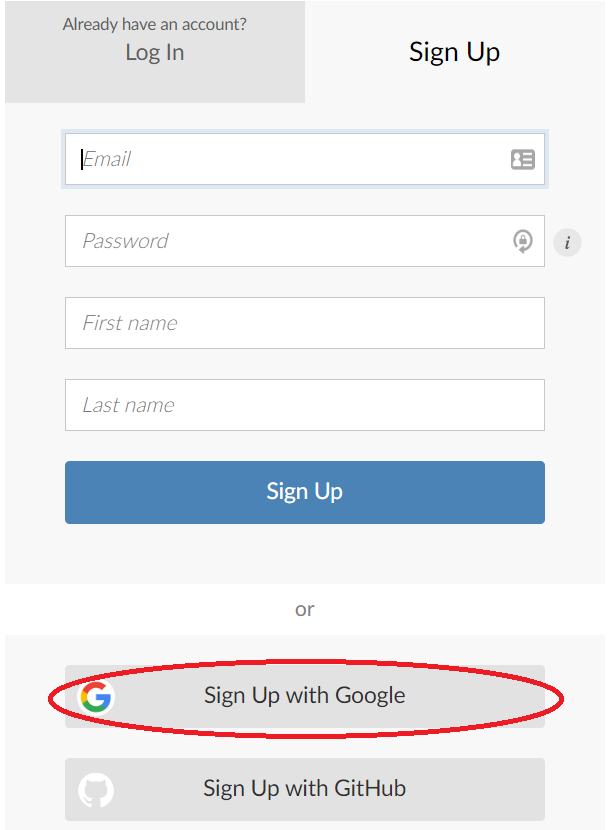 Already have an account?
Log In
Sign Up
Email
Password
i
First name
Last name
Sign Up
or
Sign Up with Google
Sign Up with GitHub